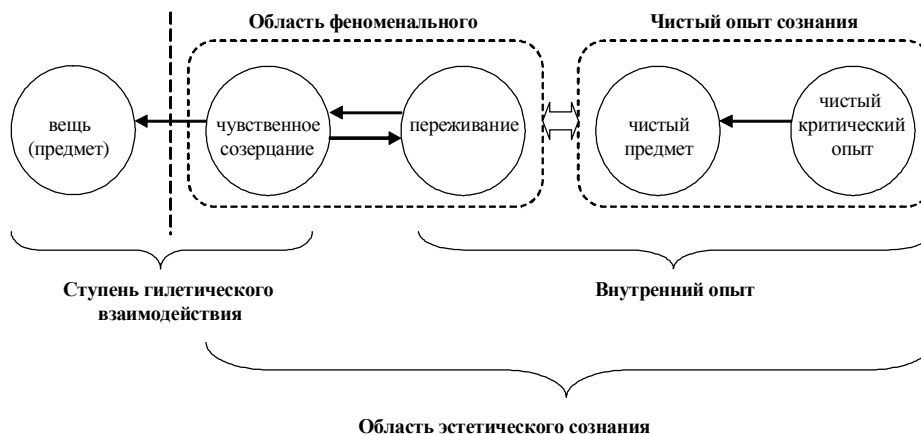 Область феноменального
Чистый опыт сознания
вещь
(предмет)
чувственное
созерцание
переживание
чистый
предмет
чистый
критический
опыт
Ступень гилетического
взаимодействия
Внутренний опыт
Область эстетического сознания